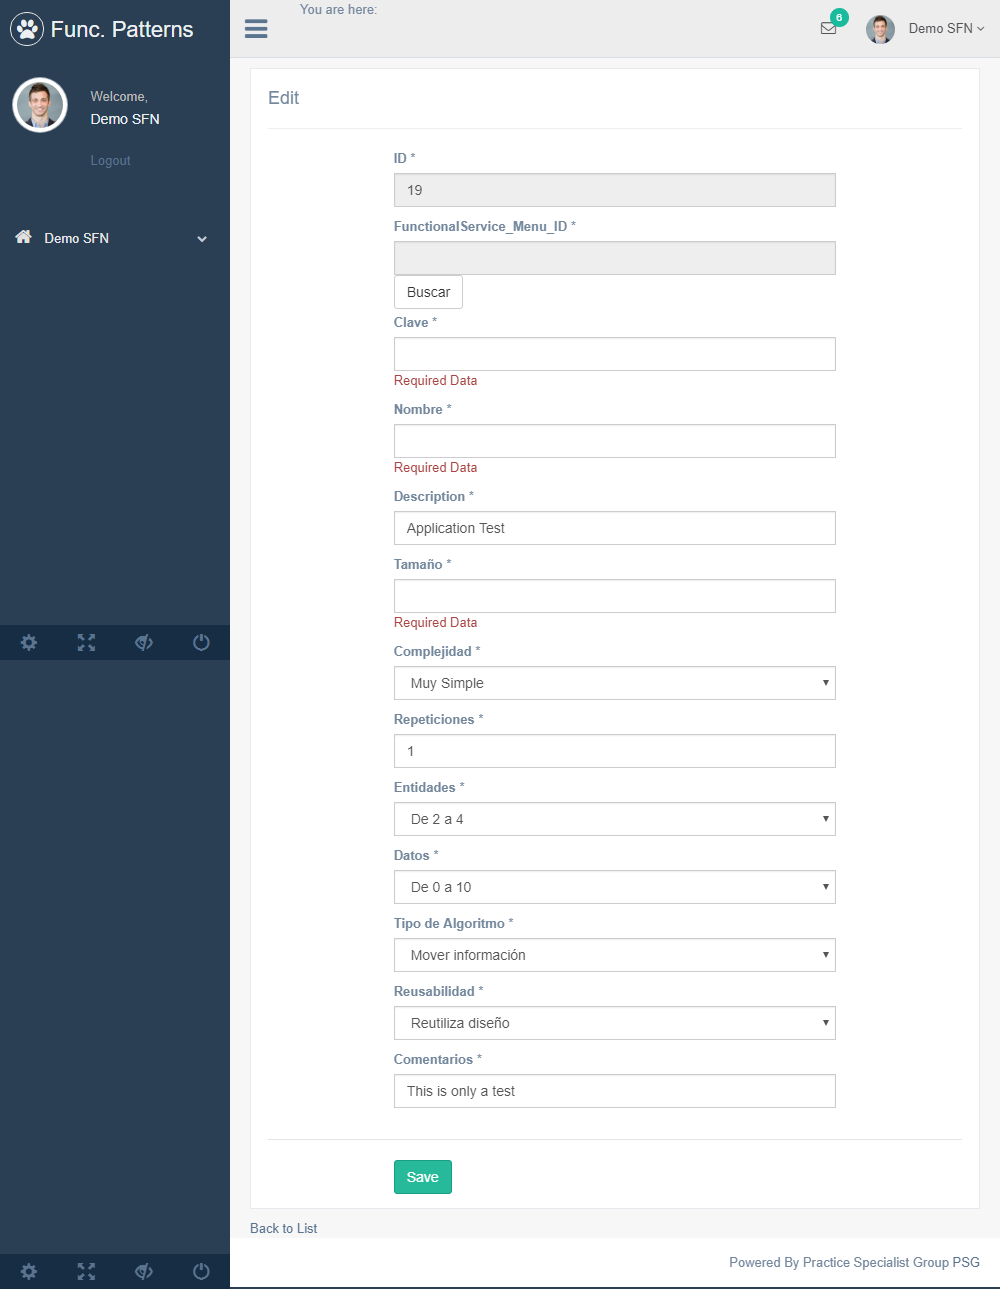 Func. Patterns
Welcome,
Demo SFN
Logout
Demo SFN
You are here:
6
Demo SFN
Edit
ID *
19
FunctionalService_Menu_ID *
Buscar
Clave *
Required Data
Nombre *
Required Data
Description *
Application Test
Tamaño *
Required Data
Complejidad *
Muy Simple
Repeticiones *
1
Entidades *
De 2 a 4
Datos *
De 0 a 10
Tipo de Algoritmo *
Mover información
Reusabilidad *
Reutiliza diseño
Comentarios *
This is only a test
Save
Back to List
Powered By Practice Specialist Group PSG